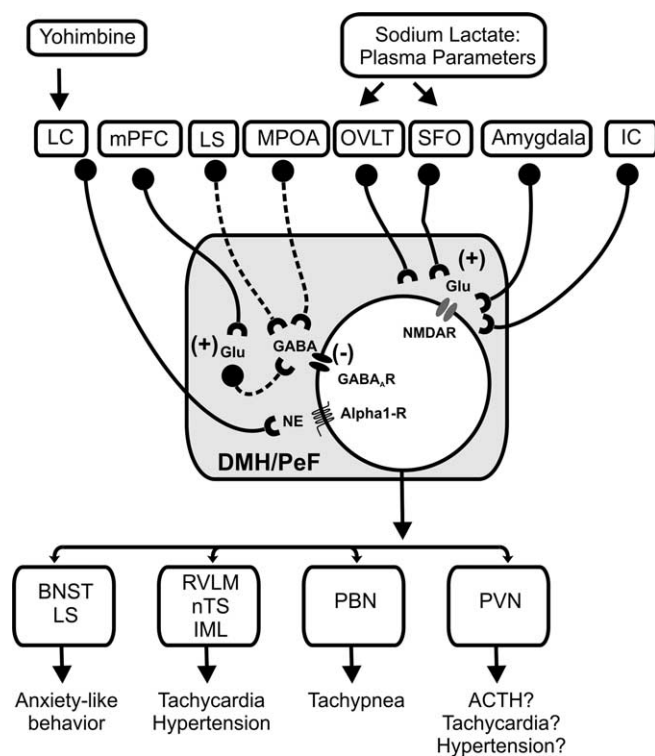 Yohimbine
Sodium Lactate:
Plasma Parameters
LC
mPFC
LS
MPOA
OVLT
SFO
Amygdala
IC
(+)
Glu
NMDAR
(+)Glu
GABA
(-)
GABAAR
NE
Alpha1-R
DMH/PeF
BNST
LS
RVLM
nTS
IML
PBN
PVN
Anxiety-like
behavior
Tachycardia
Hypertension
Tachypnea
ACTH?
Tachycardia?
Hypertension?